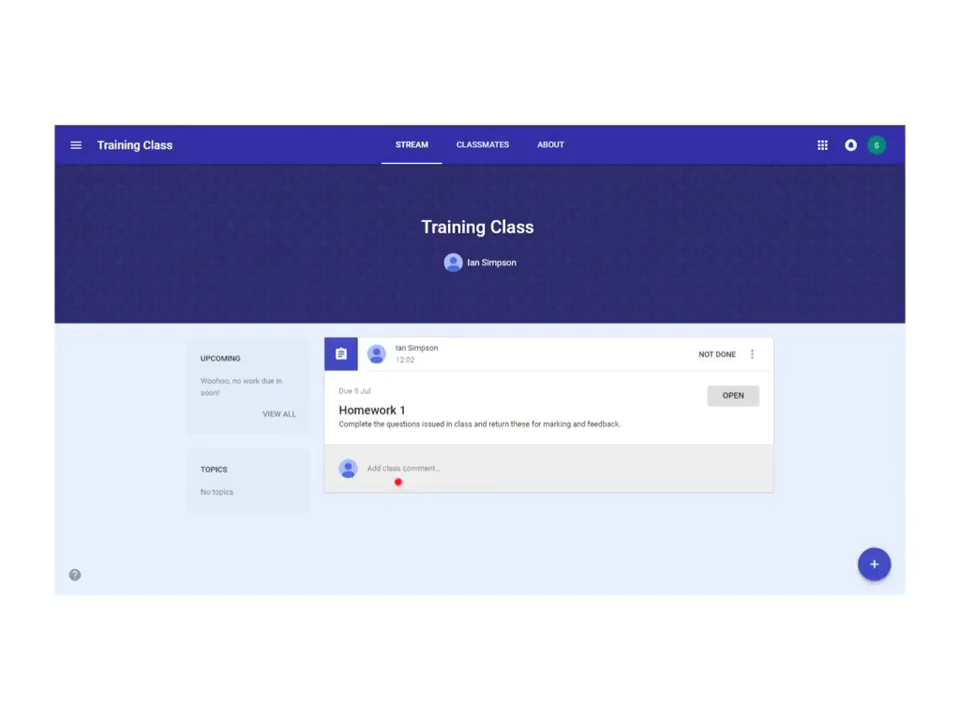 Training Class
STREAM
CLASSMATES
ABOUT
S
Training Class
Ian Simpson
UPCOMING
Woohoo, no work due in
soon!
VIEW ALL
TOPICS
No topics
Ian Simpson
12:02
NOT DONE
Due 5 Jul
OPEN
Homework 1
Complete the questions issued in class and return these for marking and feedback.
Add class comment...
?
+